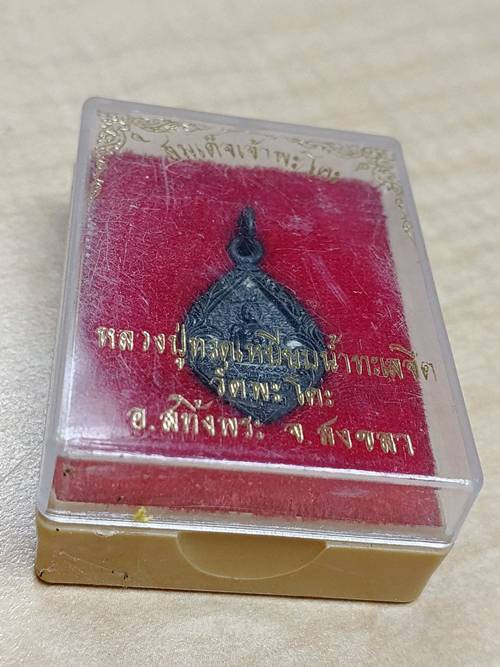 สมเด็จเจ้าพะโคะ
หลวงปู่ทวดเหยียบน้ำทะเลจืด
วัดพะโคะ
อ.สทิ้งพระ จ.สงขลา